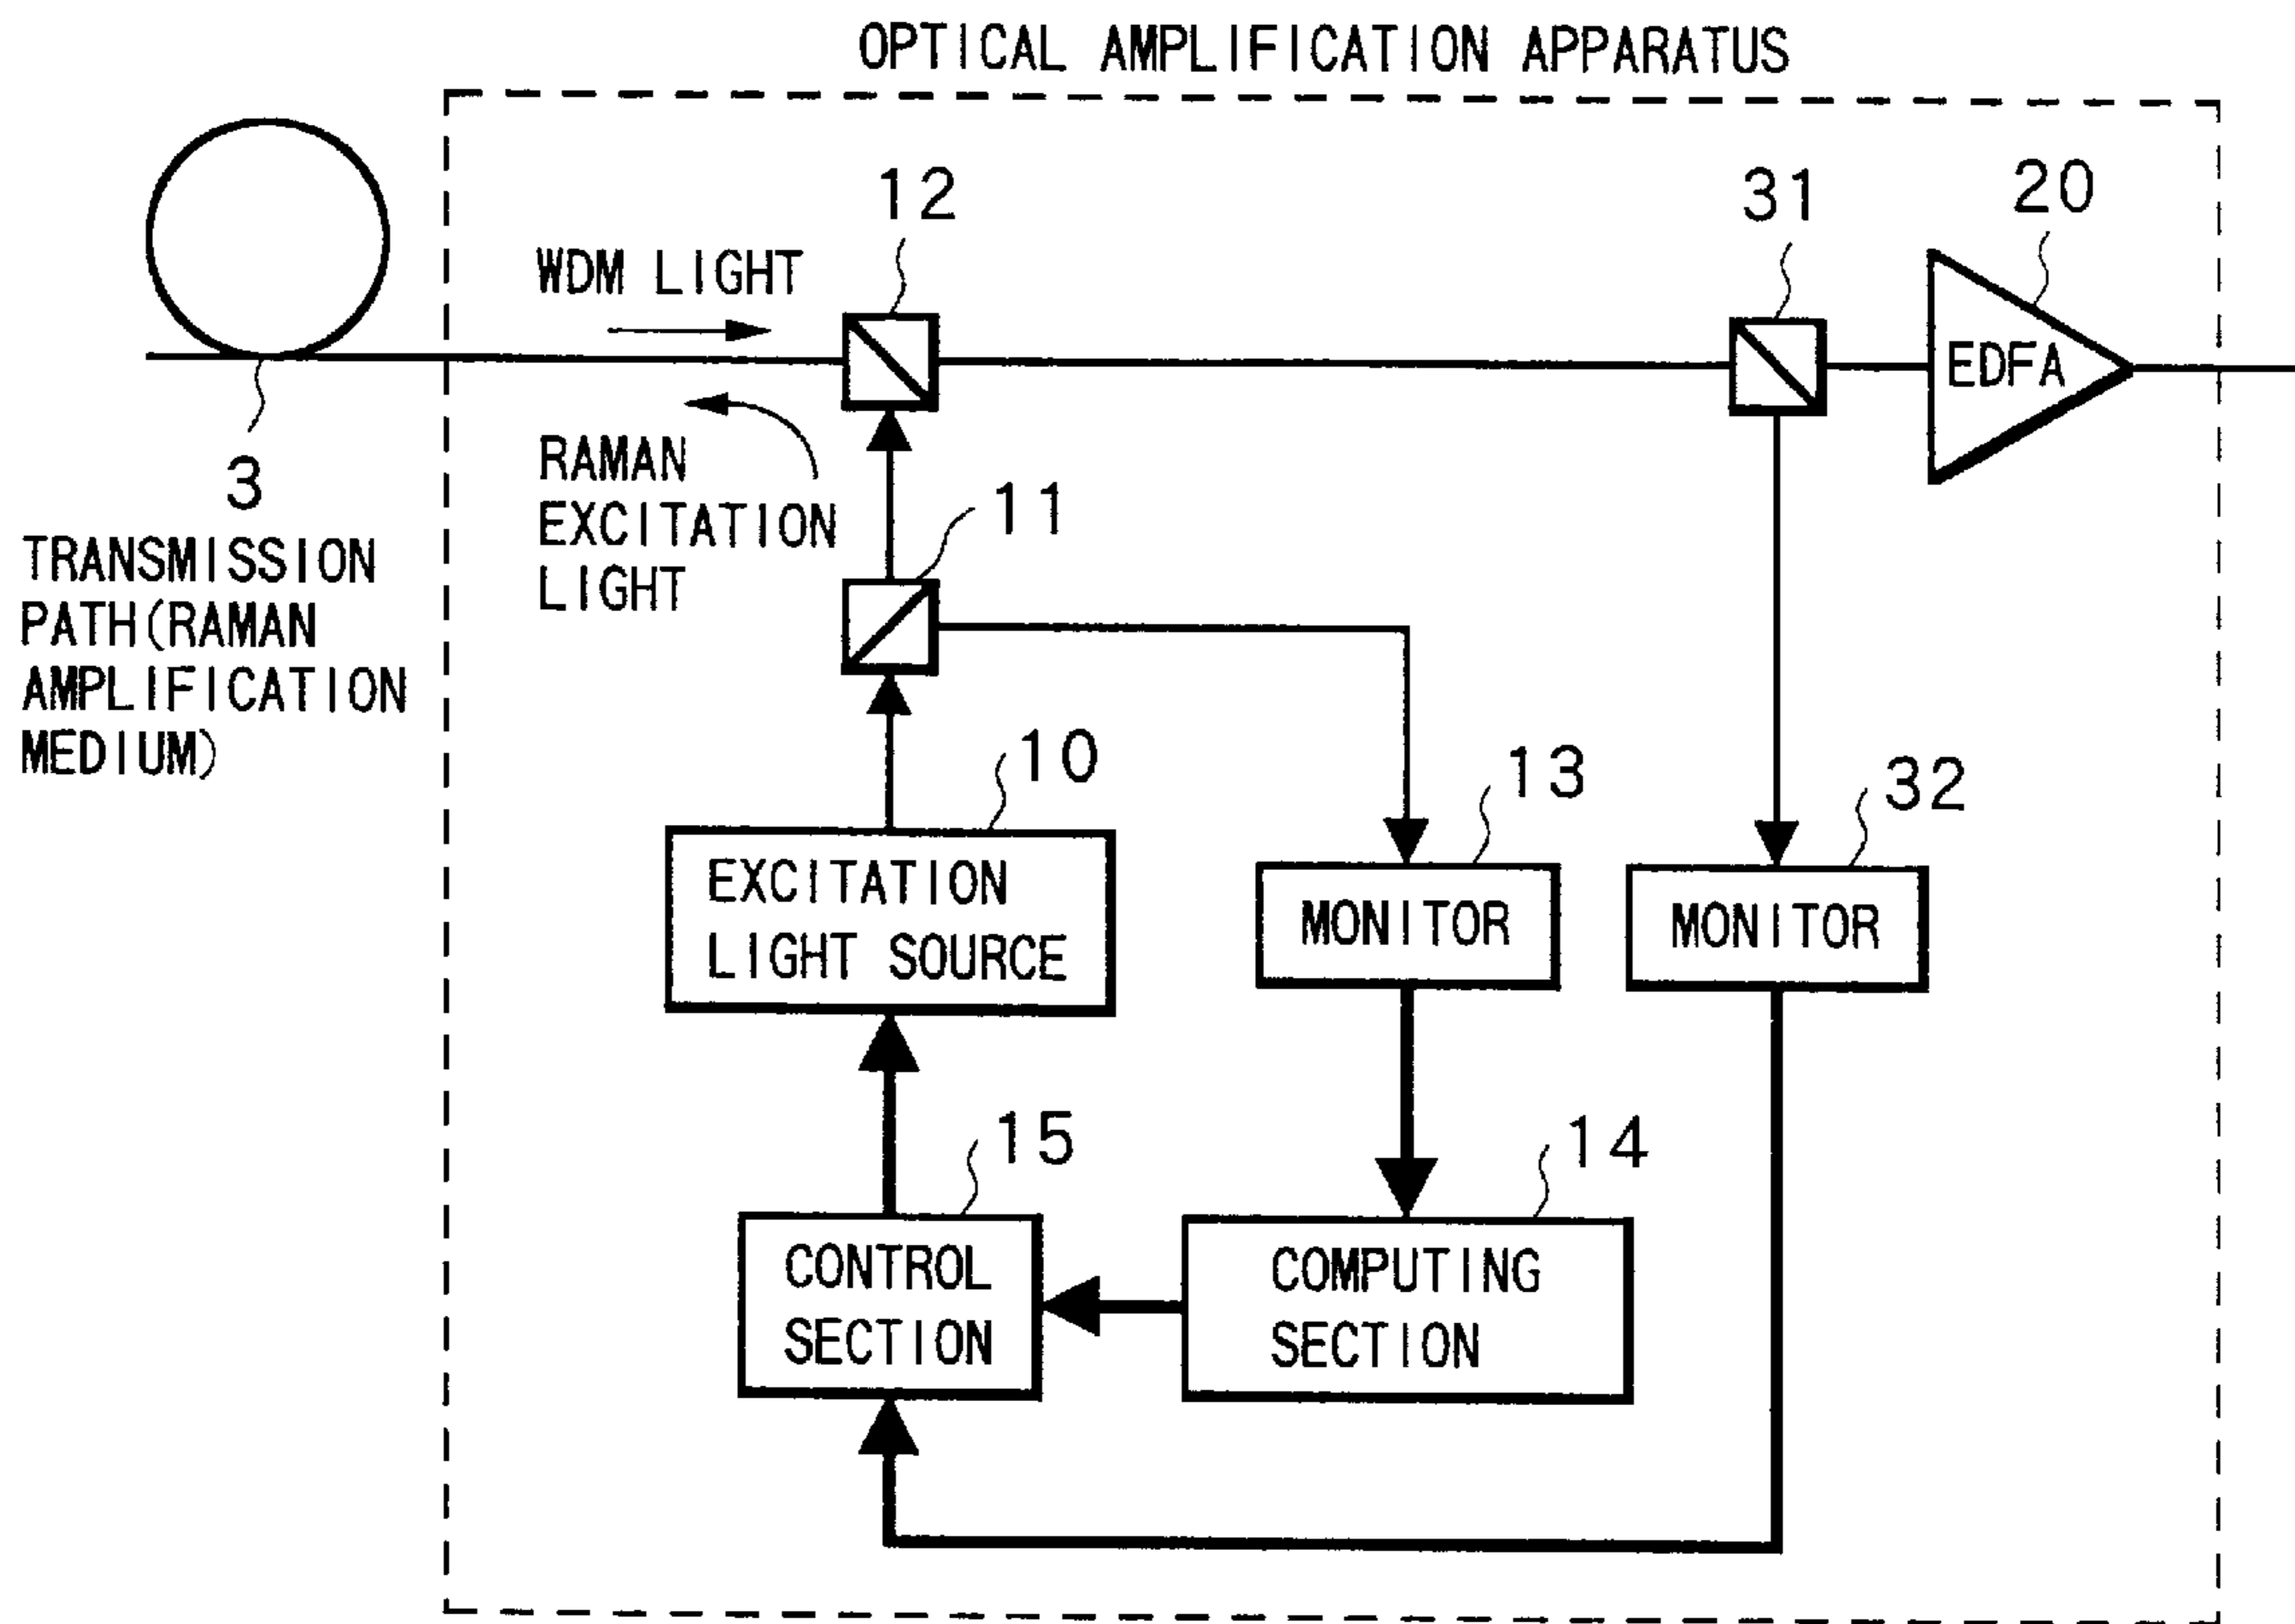 OPTICAL AMPLIFICATION APPARATUS
12
31
20
WDM LIGHT
EDFA
3
TRANSMISSION
PATH(RAMAN
AMPLIFICATION
MEDIUM)
RAMAN
EXCITATION
LIGHT
11
10
13
32
EXCITATION
LIGHT SOURCE
MONITOR
MONITOR
15
14
CONTROL
SECTION
COMPUTING
SECTION